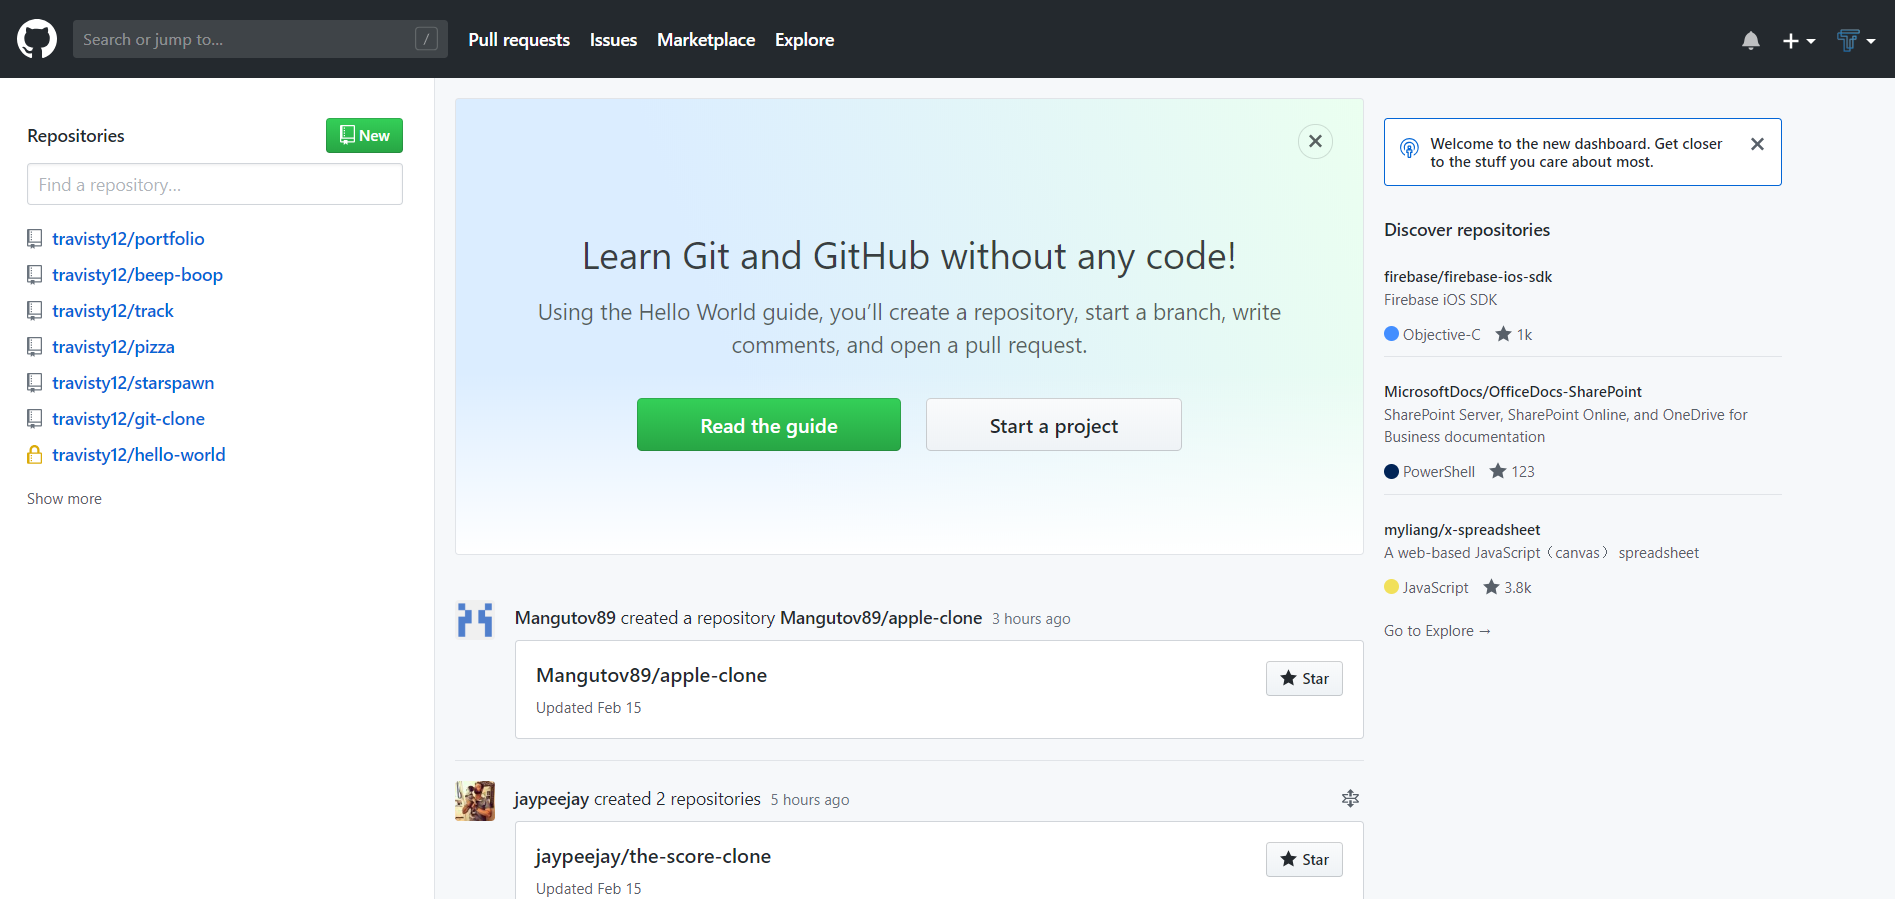 Search or jump to...
/
Pull requests
Issues
Marketplace
Explore
Repositories
New
Find a repository...
travisty12/portfolio
travisty12/beep-boop
travisty12/track
travisty12/pizza
travisty12/starspawn
travisty12/git-clone
travisty12/hello-world
Show more
Learn Git and GitHub without any code!
Using the Hello World guide, you’ll create a repository, start a branch, write
comments, and open a pull request.
Read the guide
Start a project
Mangutov89 created a repository Mangutov89/apple-clone 3 hours ago
Mangutov89/apple-clone
Star
Updated Feb 15
jaypeejay created 2 repositories 5 hours ago
jaypeejay/the-score-clone
Star
Updated Feb 15
Welcome to the new dashboard. Get closer
to the stuff you care about most.
Discover repositories
firebase/firebase-ios-sdk
Firebase iOS SDK
Objective-C 1k
MicrosoftDocs/OfficeDocs-SharePoint
SharePoint Server, SharePoint Online, and OneDrive for
Business documentation
PowerShell 123
myliang/x-spreadsheet
A web-based JavaScript（canvas） spreadsheet
JavaScript 3.8k
Go to Explore →